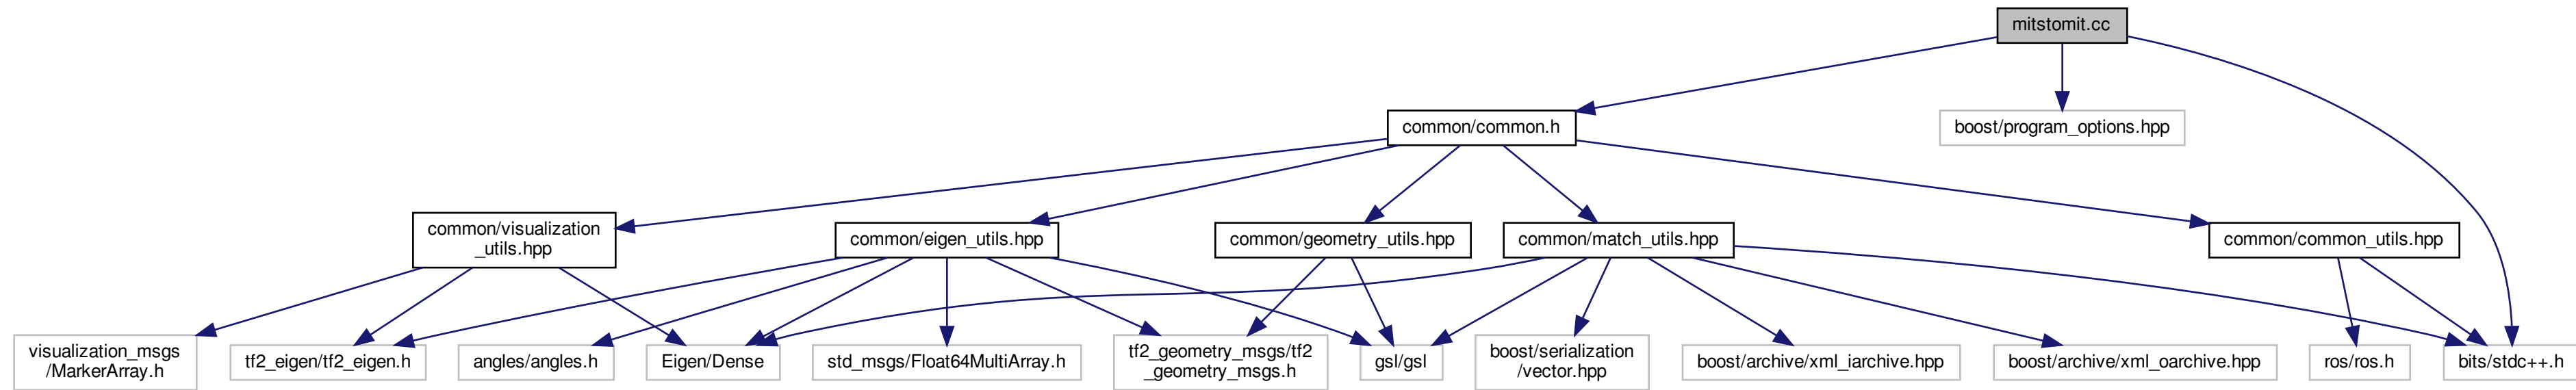 mitstomit.cc
common/common.h
boost/program_options.hpp
common/visualization
_utils.hpp
common/eigen_utils.hpp
common/geometry_utils.hpp
common/match_utils.hpp
common/common_utils.hpp
visualization_msgs
/MarkerArray.h
tf2_eigen/tf2_eigen.h
angles/angles.h
Eigen/Dense
std_msgs/Float64MultiArray.h
tf2_geometry_msgs/tf2
_geometry_msgs.h
gsl/gsl
boost/serialization
/vector.hpp
boost/archive/xml_iarchive.hpp
boost/archive/xml_oarchive.hpp
ros/ros.h
bits/stdc++.h